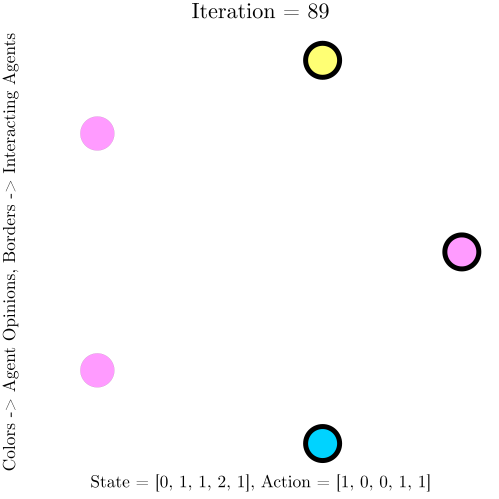 Iteration = 89
Colors -> Agent Opinions, Borders -> Interacting Agents
State = [0, 1, 1, 2, 1], Action = [1, 0, 0, 1, 1]